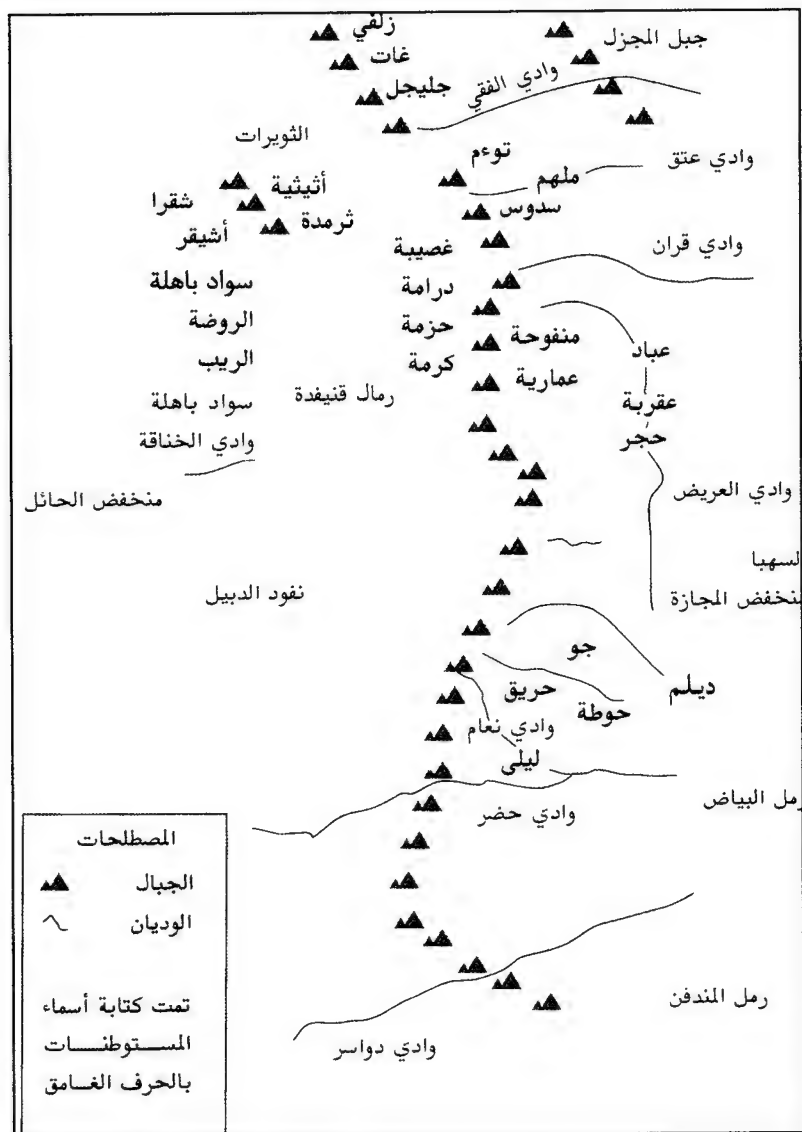 زلفي
جبل المجزل
غات
وادي الفقي
جليجل
الثويرات
توءم
وادي عتق
ملهم
أثيثية
شقرا
سدوس
ثرمدة
أشيقر
غصيبة
وادي قران
سواد باهلة
درامة
الروضة
حزمة
منفوحة
عباد
الريب
كرمة
عمارية
رمال قنيفدة
سواد باهلة
عقربة
وادي الخناقة
حجر
منخفض الحائل
وادي العريض
لسهبا
نفود الدبيل
نخفض المجازة
جو
حريق
ديلم
حوطة
وادي نعام
ليلى
رمل البياض
وادي حضر
المصطلحات
الجبال
الوديان
تمت كتابة أسماء
المستوطنات
بالحرف الغامق
رمل المندفن
وادي دواسر